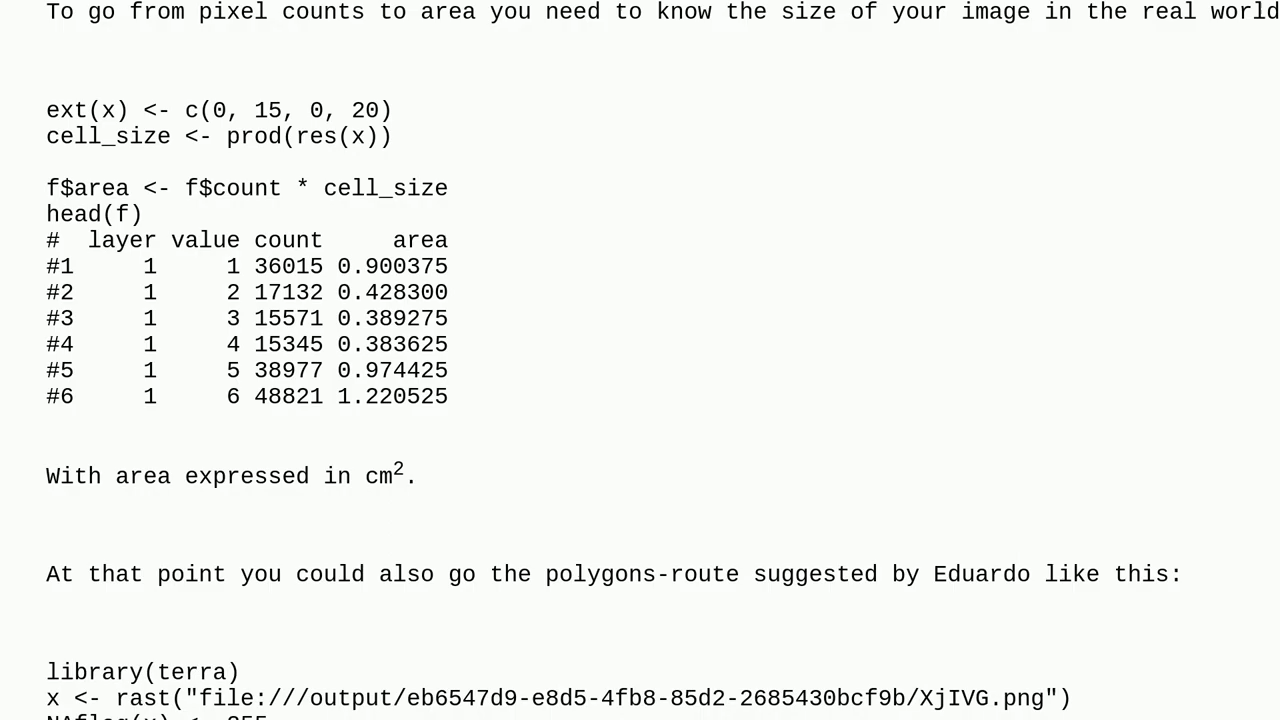 To go from pixel counts to area you need to know the size of your image in the real world
ext(x) <- c(0, 15, 0, 20)
cell_size <- prod(res(x))
f$area <- f$count * cell_size
head(f)
#  layer value count     area
#1     1     1 36015 0.900375
#2     1     2 17132 0.428300
#3     1     3 15571 0.389275
#4     1     4 15345 0.383625
#5     1     5 38977 0.974425
#6     1     6 48821 1.220525
With area expressed in cm².
At that point you could also go the polygons-route suggested by Eduardo like this:
library(terra)
x <- rast("file:///output/eb6547d9-e8d5-4fb8-85d2-2685430bcf9b/XjIVG.png")
NAflag(x) <- 255